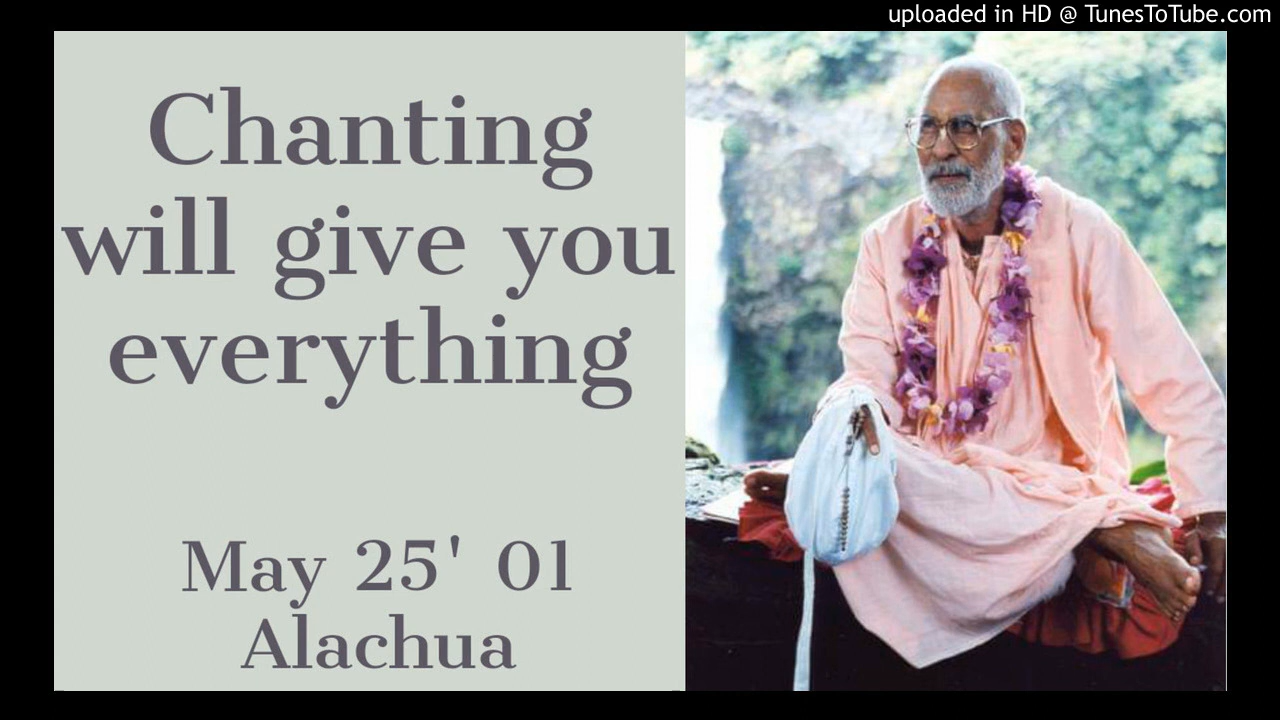 uploaded in HD @ TunesToTube.com
Chanting
will give you
everything
May 25' 01
Alachua